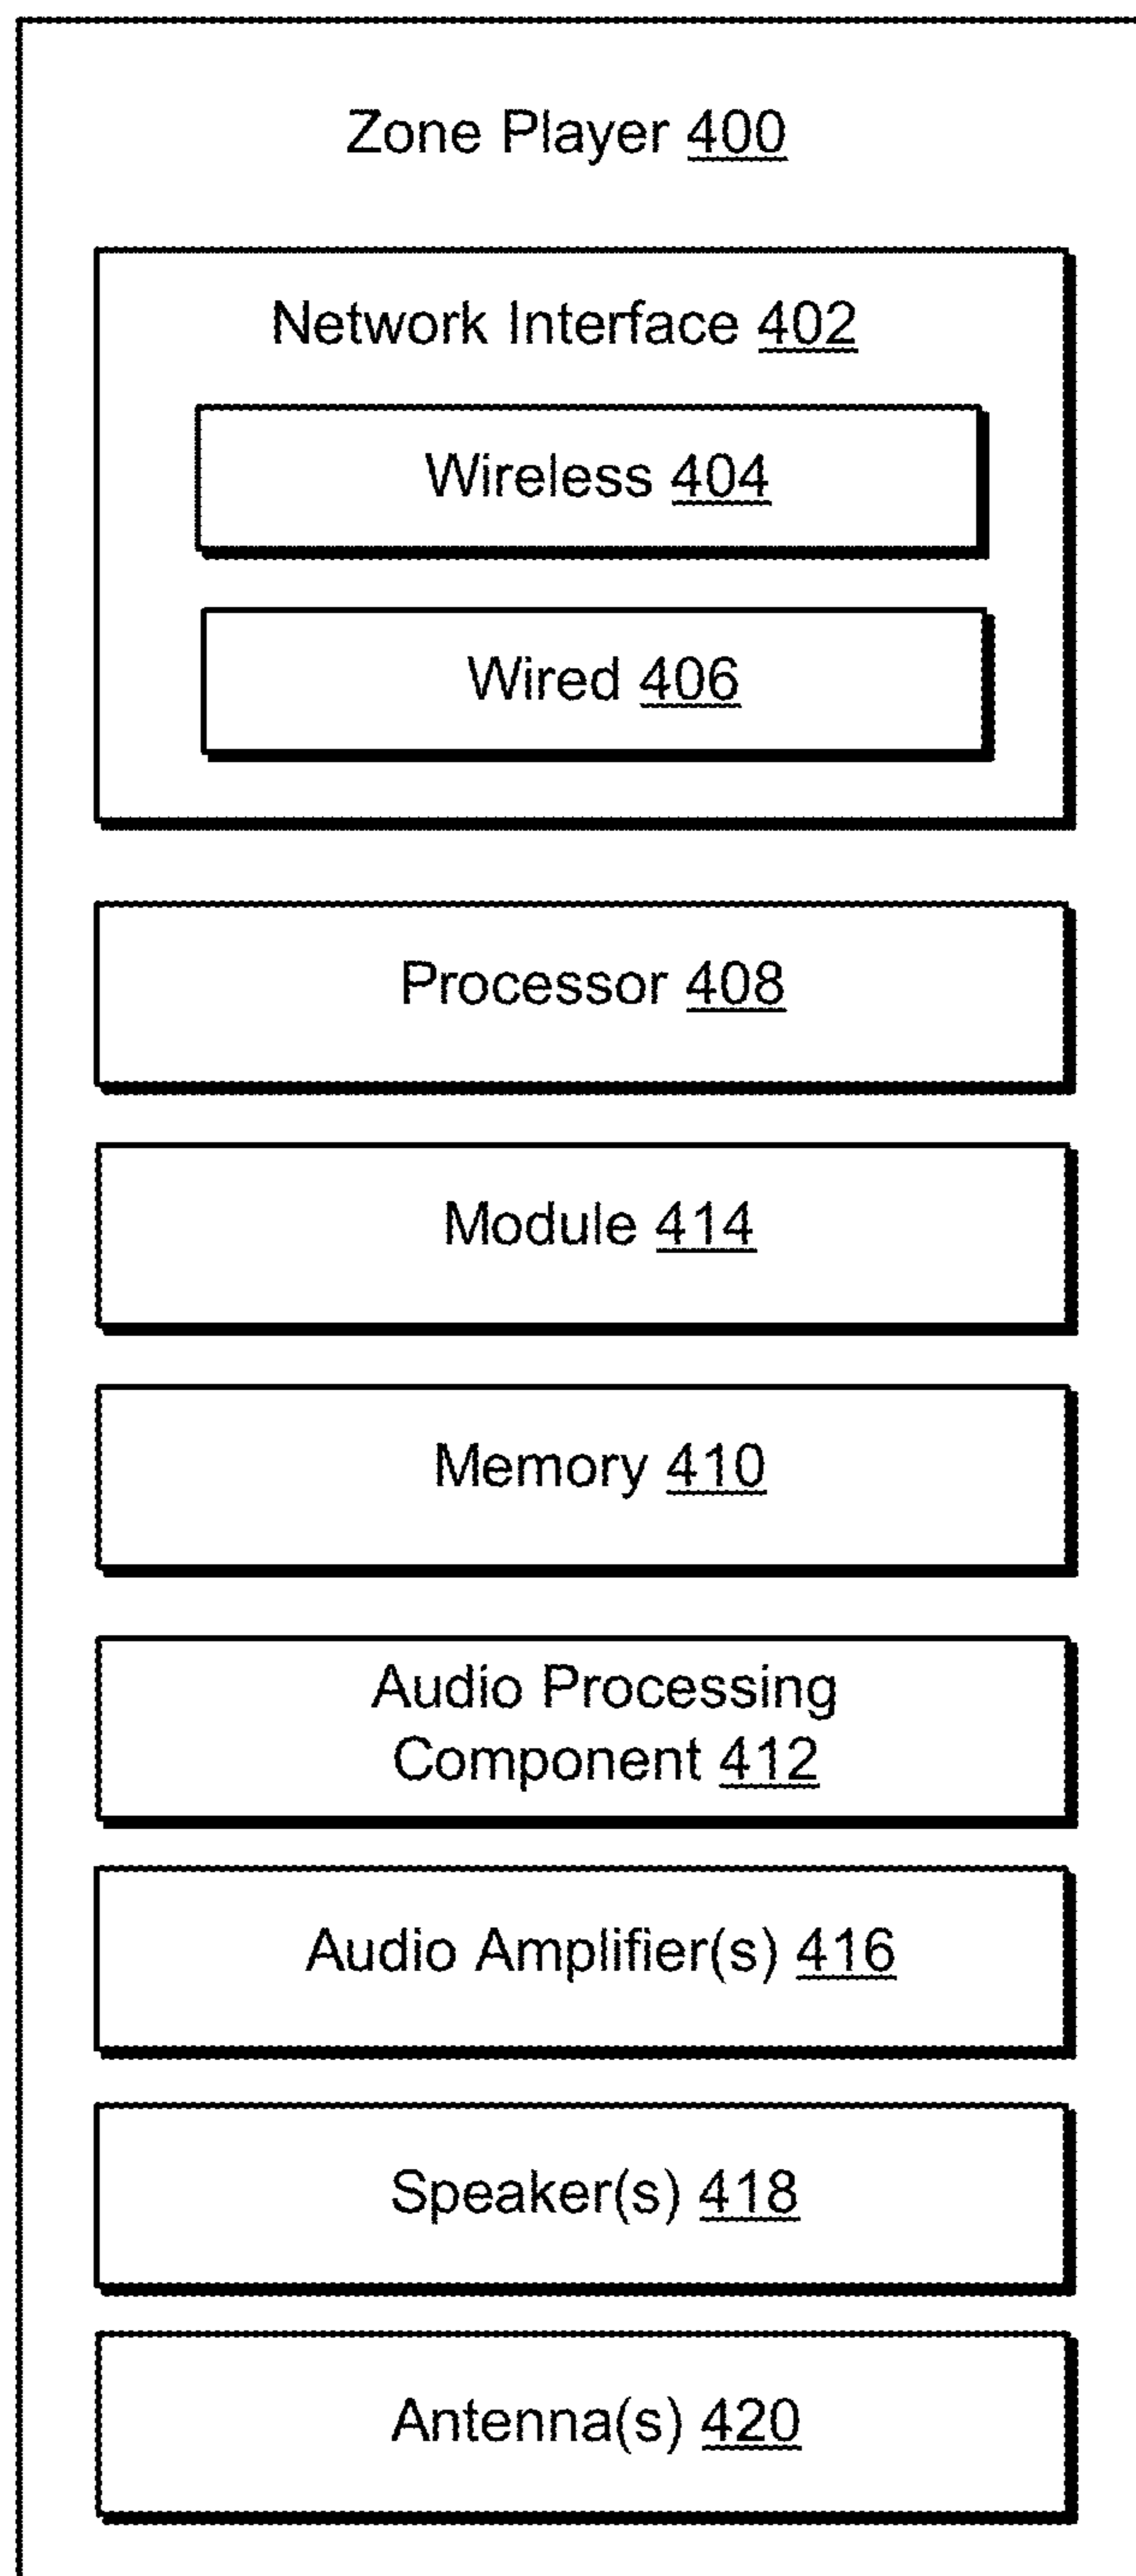 Zone Player 400
Network Interface 402
Wireless 404
Wired 406
Processor 408
Module 414
Memory 410
Audio Processing
Component 412
Audio Amplifier(s) 416
Speaker(s) 418
Antenna(s) 420